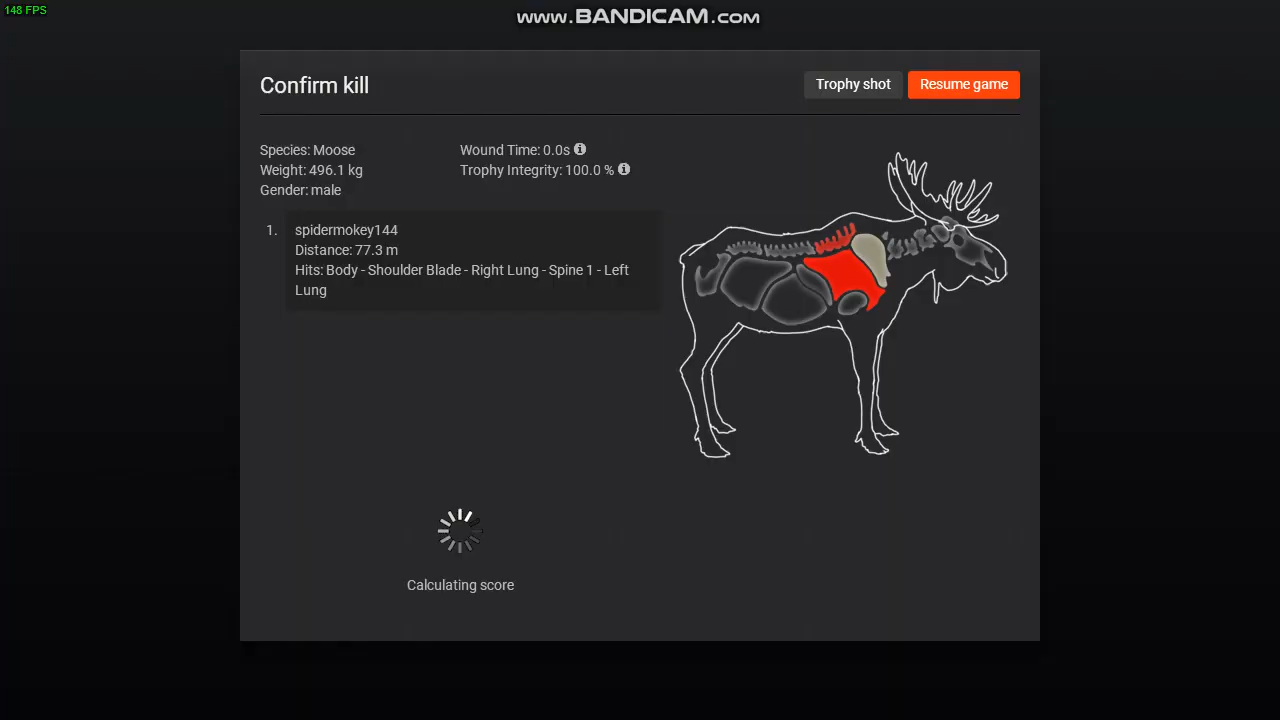 148 FPS
www.BANDICAM.com
Confirm kill
Trophy shot
Resume game
Species: Moose
Weight: 496.1 kg
Gender: male
Wound Time: 0.0s
Trophy Integrity: 100.0 %
1.
spidermokey144
Distance: 77.3 m
Hits: Body - Shoulder Blade - Right Lung - Spine 1 - Left
Lung
Calculating score